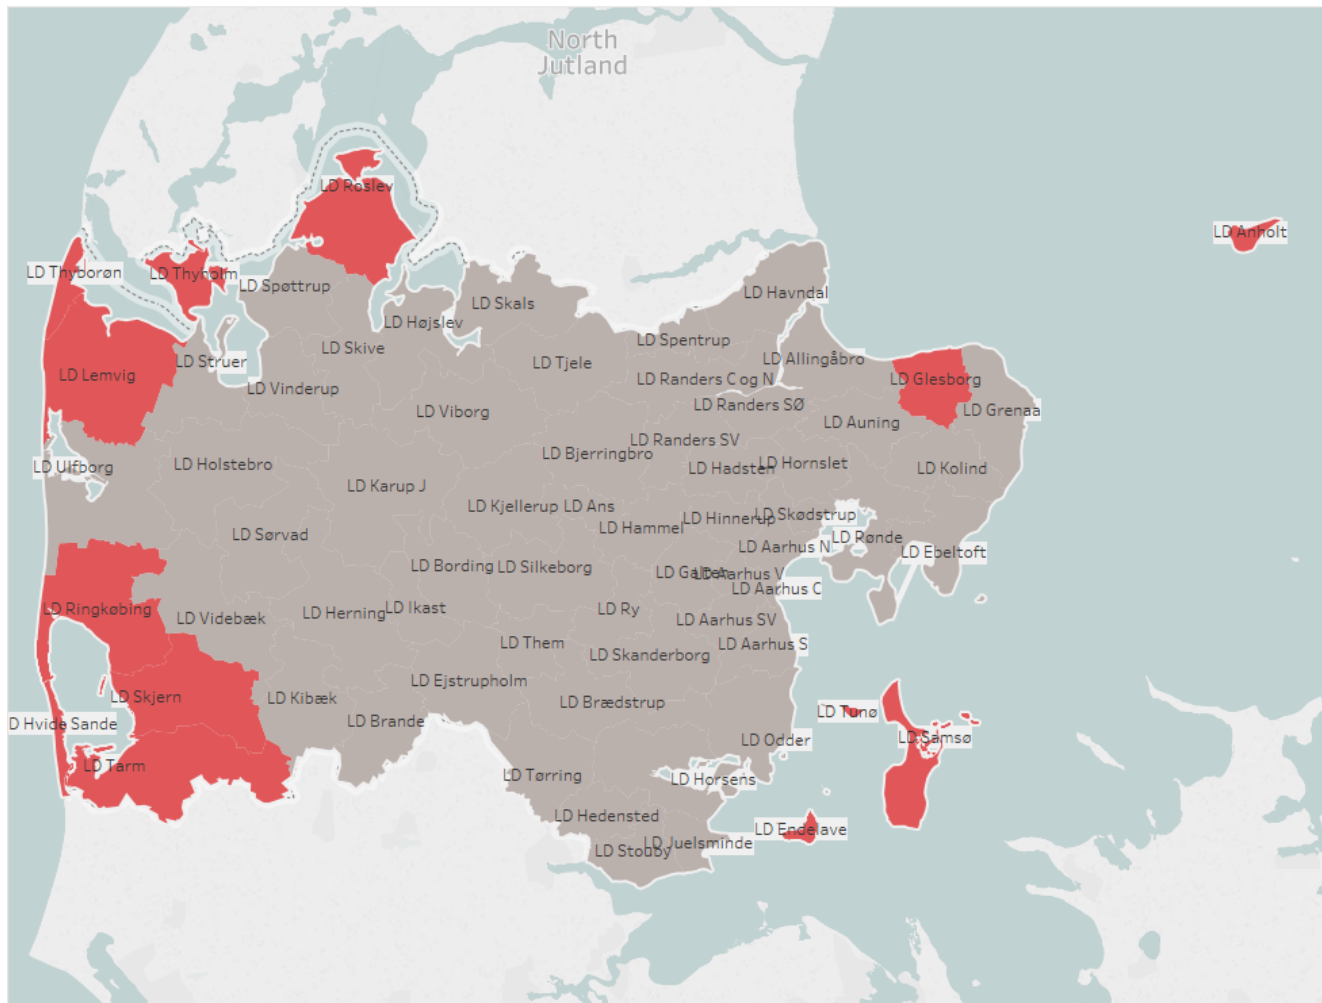 North
Jutland
LD Roslev
LD Anholt
LD Thyborøn
LD Thyholm
LD Spøttrup
LD Havndal
LD Skals
LD Højslev
LD Spentrup
LD Skive
LD Struer
LD Tjele
LD Allingåbro
LD Lemvig
LD Vinderup
LD Randers C og N
LD Glesborg
LD Randers SØ
LD Viborg
LD Grenaa
LD Auning
LD Randers SV
LD Bjerringbro
LD Ulfborg
LD Holstebro
LD Hadsten
LD Hornslet
LD Kolind
LD Karup J
LD Kjellerup
LD Ans
LD Hammel
LD Hinnerup
LD Skødstrup
LD Sørvad
LD Rønde
LD Aarhus N
LD Ebeltoft
LD Bording
LD Silkeborg
LD Galten
LD Aarhus V
LD Aarhus C
LD Ringkøbing
LD Videbæk
LD Herning
LD Ikast
LD Ry
LD Aarhus SV
LD Them
LD Aarhus S
LD Skanderborg
LD Ejstrupholm
LD Skjern
LD Kibæk
LD Brædstrup
LD Tunø
D Hvide Sande
LD Brande
LD Samsø
LD Odder
LD Tarm
LD Tørring
LD Horsens
LD Hedensted
LD Endelave
LD Juelsminde
LD Stouby